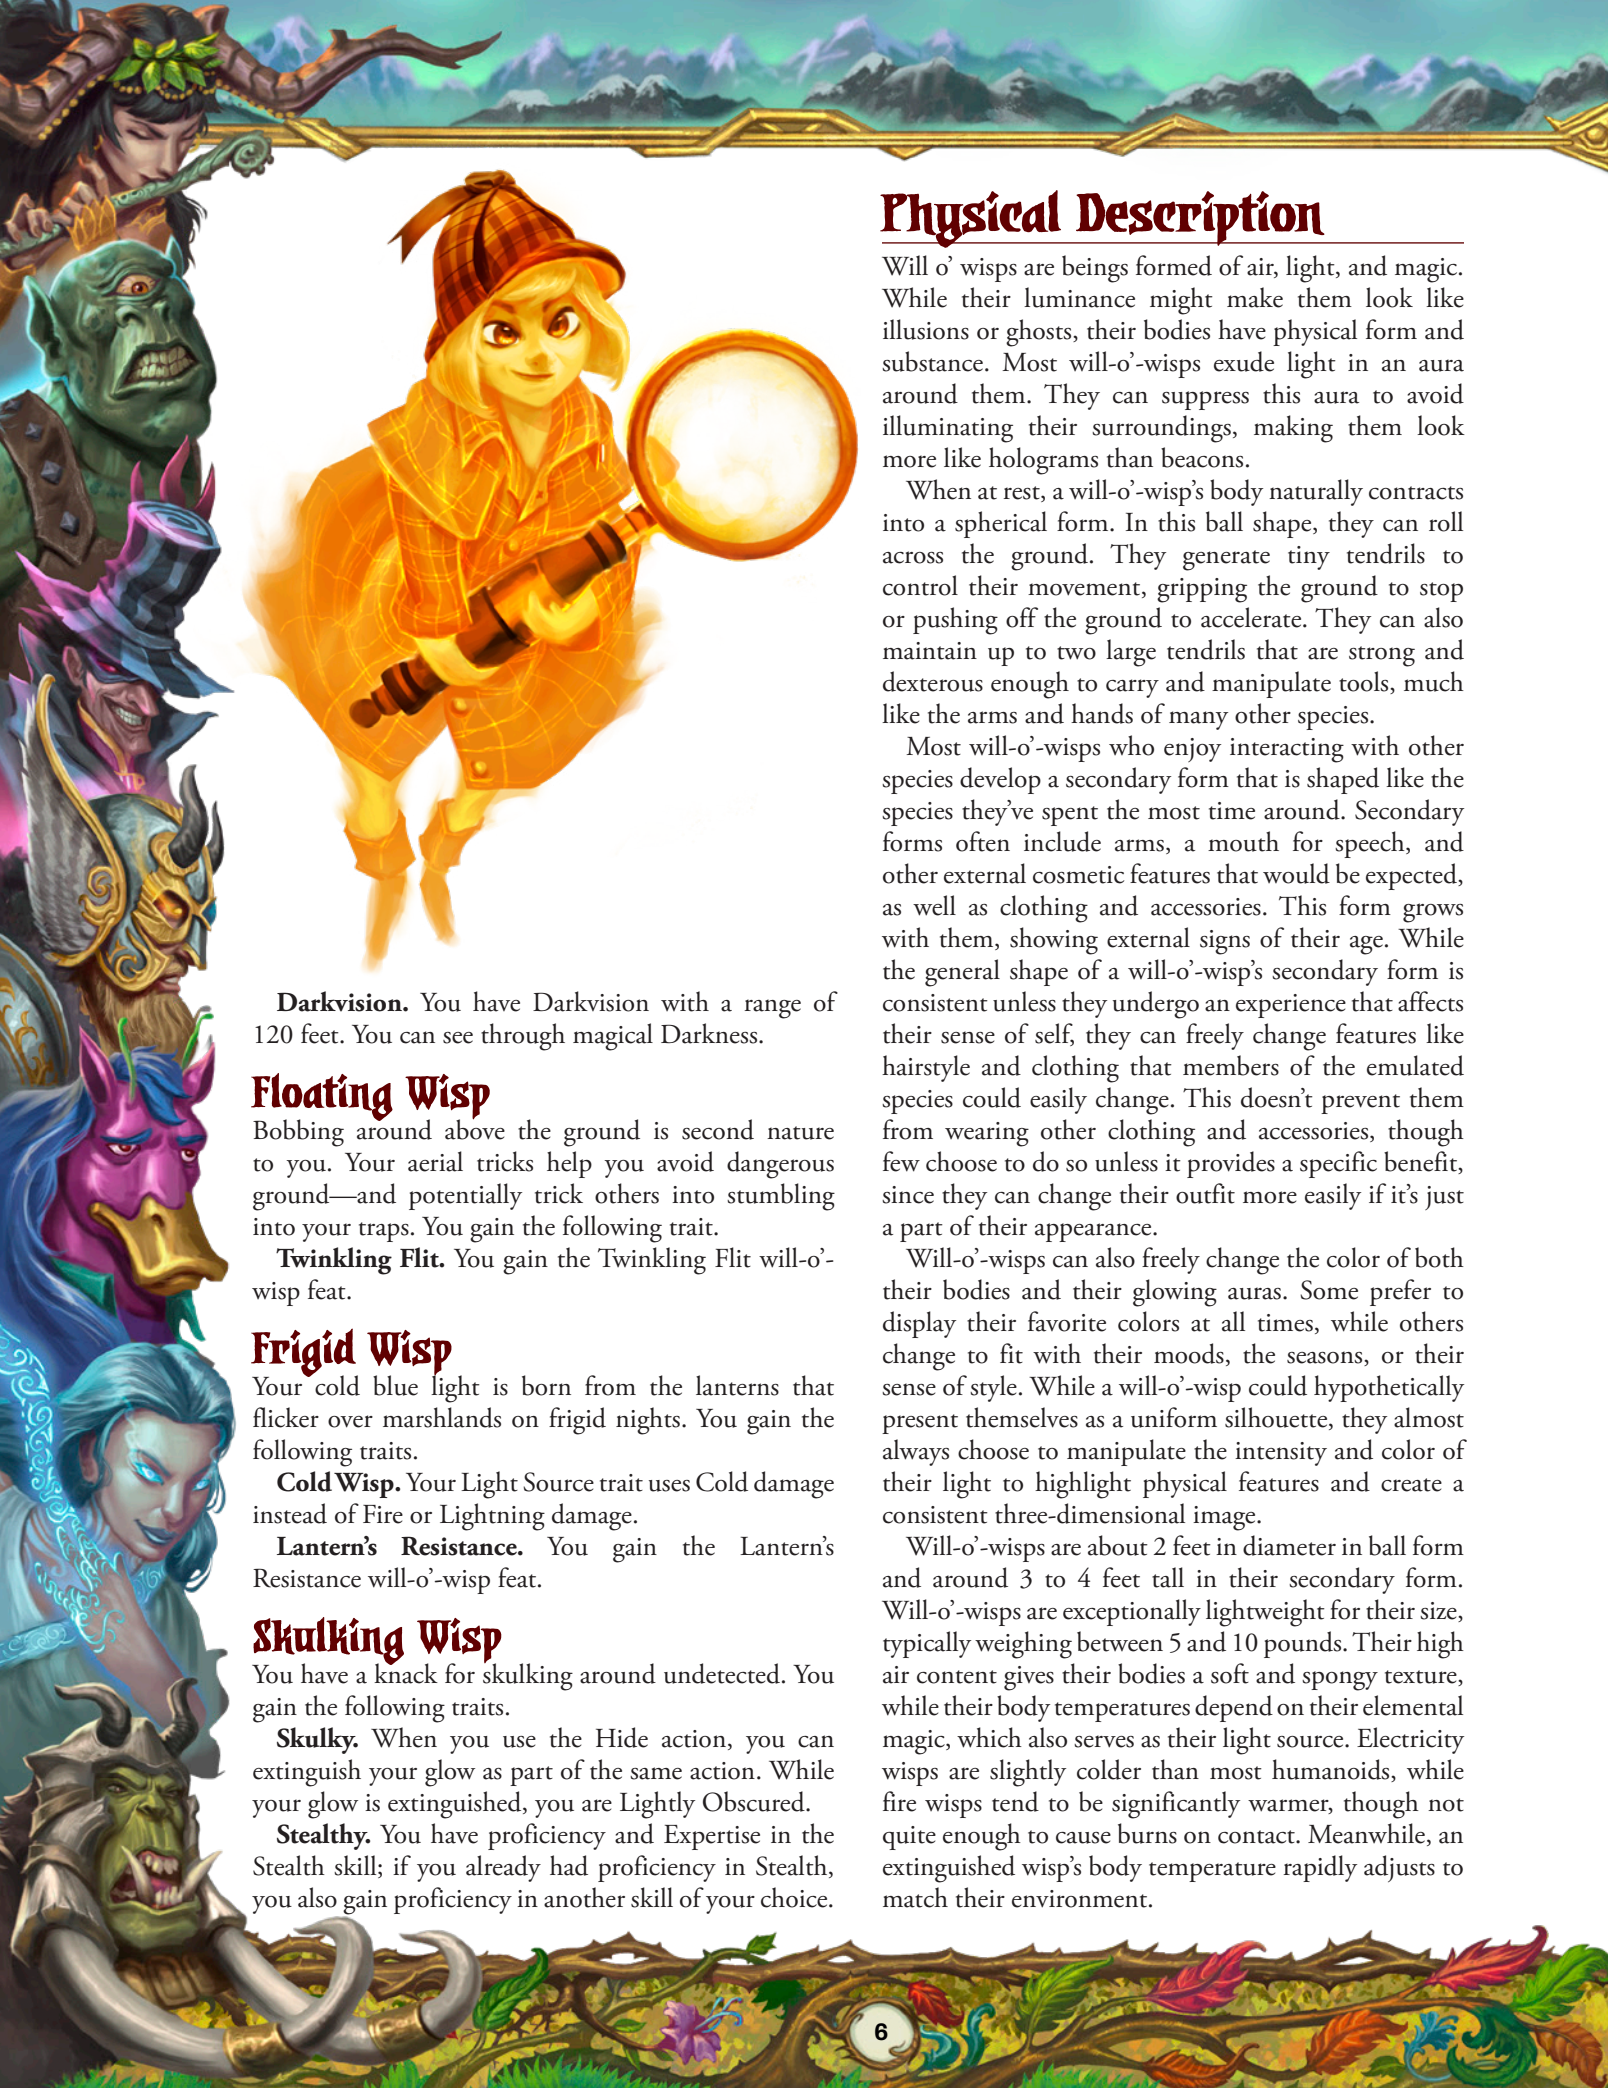 Darkvision. You have Darkvision with a range of
120 feet. You can see through magical Darkness.
Floating Wisp
Bobbing around above the ground is second nature
to you. Your aerial tricks help you avoid dangerous
ground—and potentially trick others into stumbling
into your traps. You gain the following trait.
Twinkling Flit. You gain the Twinkling Flit will-o’-
wisp feat.
Frigid Wisp
Your cold blue light is born from the lanterns that
flicker over marshlands on frigid nights. You gain the
following traits.
Cold Wisp. Your Light Source trait uses Cold damage
instead of Fire or Lightning damage.
Lantern’s Resistance. You gain the Lantern’s
Resistance will-o’-wisp feat.
Skulking Wisp
You have a knack for skulking around undetected. You
gain the following traits.
Skulky. When you use the Hide action, you can
extinguish your glow as part of the same action. While
your glow is extinguished, you are Lightly Obscured.
Stealthy. You have proficiency and Expertise in the
Stealth skill; if you already had proficiency in Stealth,
you also gain proficiency in another skill of your choice.
Physical Description
Will o’ wisps are beings formed of air, light, and magic.
While their luminance might make them look like
illusions or ghosts, their bodies have physical form and
substance. Most will-o’-wisps exude light in an aura
around them. They can suppress this aura to avoid
illuminating their surroundings, making them look
more like holograms than beacons.
When at rest, a will-o’-wisp’s body naturally contracts
into a spherical form. In this ball shape, they can roll
across the ground. They generate tiny tendrils to
control their movement, gripping the ground to stop
or pushing off the ground to accelerate. They can also
maintain up to two large tendrils that are strong and
dexterous enough to carry and manipulate tools, much
like the arms and hands of many other species.
Most will-o’-wisps who enjoy interacting with other
species develop a secondary form that is shaped like the
species they’ve spent the most time around. Secondary
forms often include arms, a mouth for speech, and
other external cosmetic features that would be expected,
as well as clothing and accessories. This form grows
with them, showing external signs of their age. While
the general shape of a will-o’-wisp’s secondary form is
consistent unless they undergo an experience that affects
their sense of self, they can freely change features like
hairstyle and clothing that members of the emulated
species could easily change. This doesn’t prevent them
from wearing other clothing and accessories, though
few choose to do so unless it provides a specific benefit,
since they can change their outfit more easily if it’s just
a part of their appearance.
Will-o’-wisps can also freely change the color of both
their bodies and their glowing auras. Some prefer to
display their favorite colors at all times, while others
change to fit with their moods, the seasons, or their
sense of style. While a will-o’-wisp could hypothetically
present themselves as a uniform silhouette, they almost
always choose to manipulate the intensity and color of
their light to highlight physical features and create a
consistent three-dimensional image.
Will-o’-wisps are about 2 feet in diameter in ball form
and around 3 to 4 feet tall in their secondary form.
Will-o’-wisps are exceptionally lightweight for their size,
typically weighing between 5 and 10 pounds. Their high
air content gives their bodies a soft and spongy texture,
while their body temperatures depend on their elemental
magic, which also serves as their light source. Electricity
wisps are slightly colder than most humanoids, while
fire wisps tend to be significantly warmer, though not
quite enough to cause burns on contact. Meanwhile, an
extinguished wisp’s body temperature rapidly adjusts to
match their environment.
6